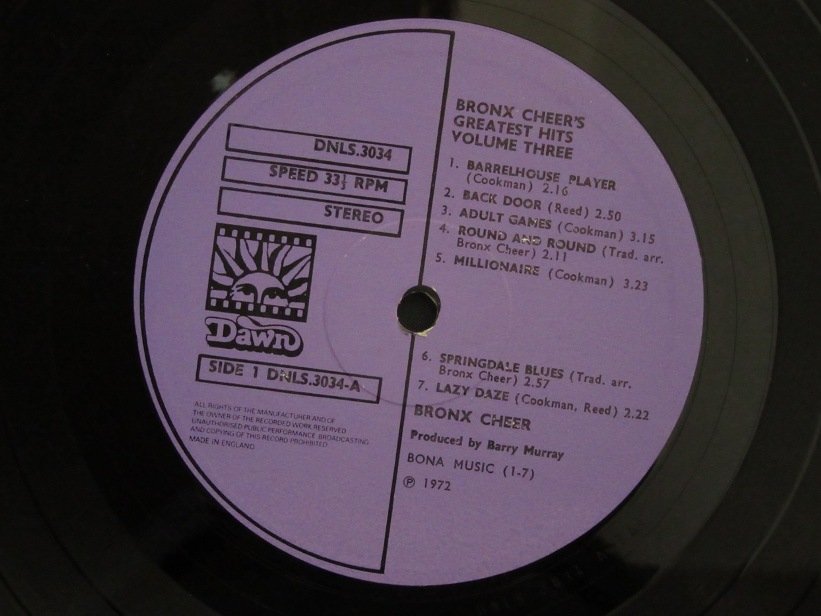 DNLS.3034
SPEED 33⅓ RPM
STEREO
Dawn
SIDE 1 DNLS.3034-A
ALL RIGHTS OF THE MANUFACTURER AND OF
THE OWNER OF THE RECORDED WORK RESERVED
UNAUTHORISED PUBLIC PERFORMANCE BROADCASTING
AND COPYING OF THIS RECORD PROHIBITED
MADE IN ENGLAND
BRONX CHEER'S
GREATEST HITS
VOLUME THREE
1. BARRELHOUSE PLAYER
(Cookman) 2.16
2. BACK DOOR (Reed) 2.50
3. ADULT GAMES (Cookman) 3.15
4. ROUND AND ROUND (Trad. arr.
Bronx Cheer) 2.11
5. MILLIONAIRE (Cookman) 3.23
6. SPRINGDALE BLUES (Trad. arr.
Bronx Cheer) 2.57
7. LAZY DAZE (Cookman, Reed) 2.22
BRONX CHEER
Produced by Barry Murray
BONA MUSIC (1-7)
℗ 1972